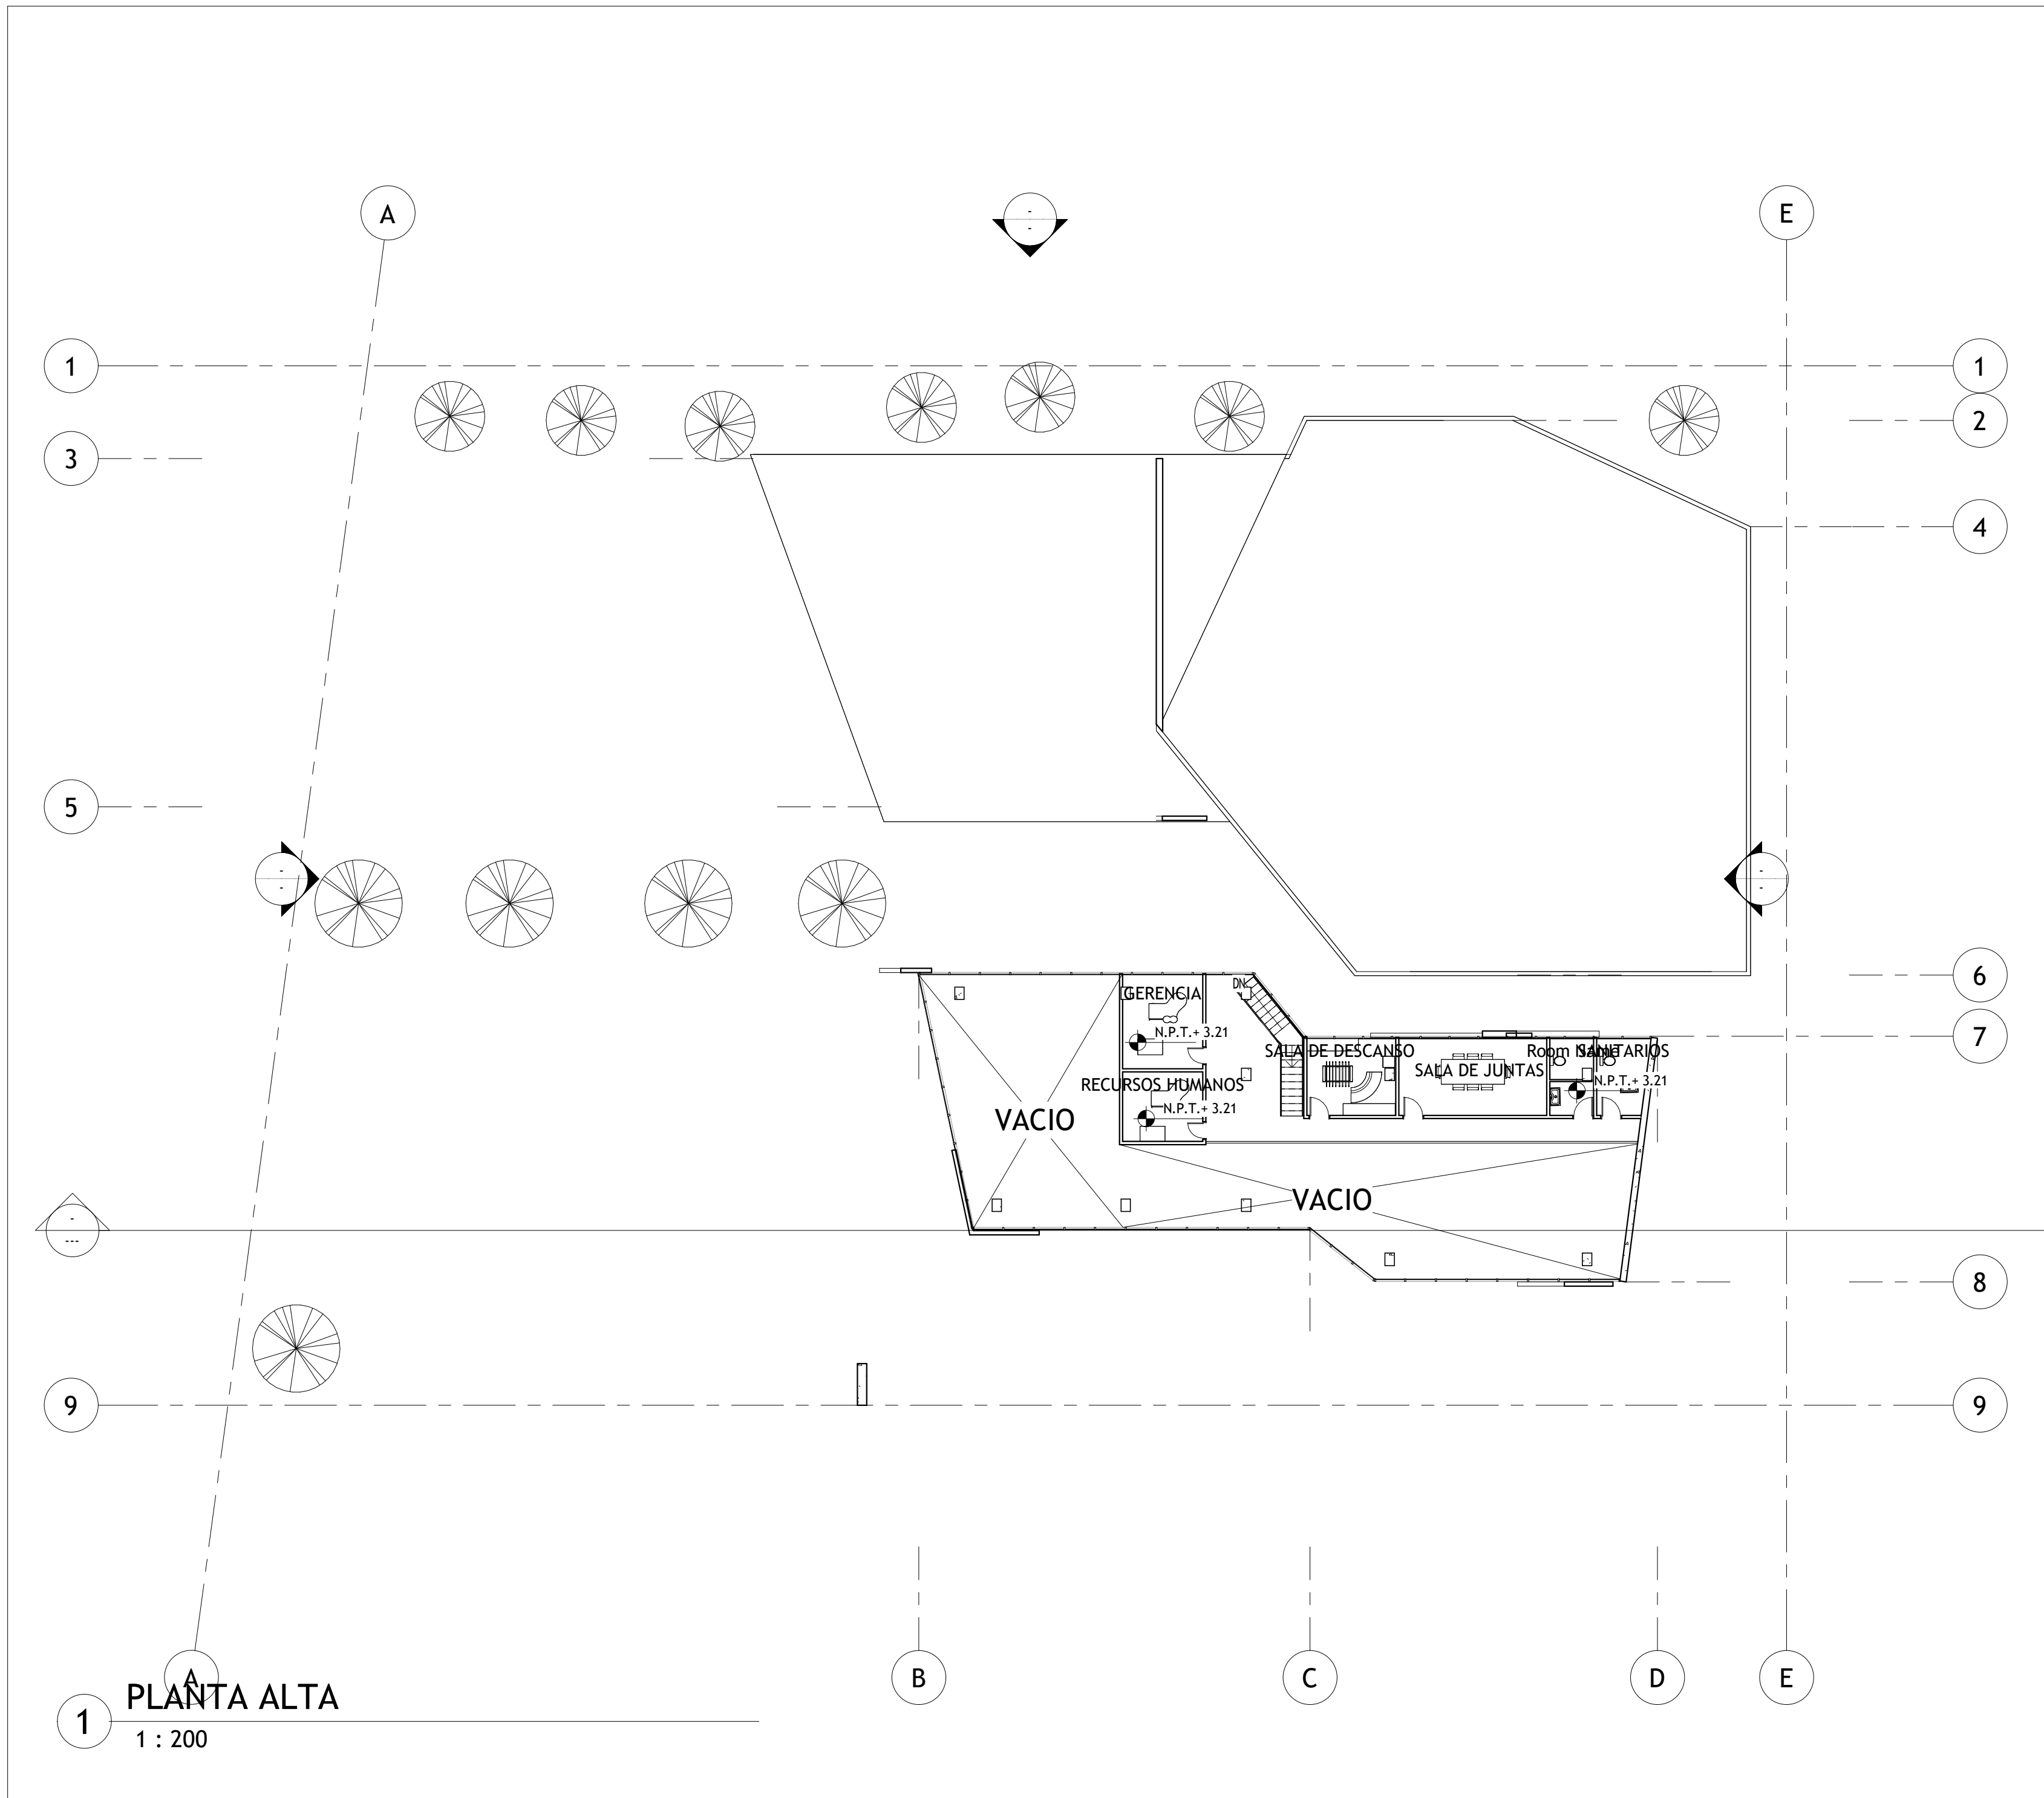 A
E
1
1
2
3
4
5
6
DN
GERENCIA
N.P.T.+ 3.21
7
SALA DE DESCANSO
Room Name
SANITARIOS
SALA DE JUNTAS
N.P.T.+ 3.21
RECURSOS HUMANOS
N.P.T.+ 3.21
VACIO
VACIO
8
9
9
A
B
C
D
E
1
PLANTA ALTA
1 : 200